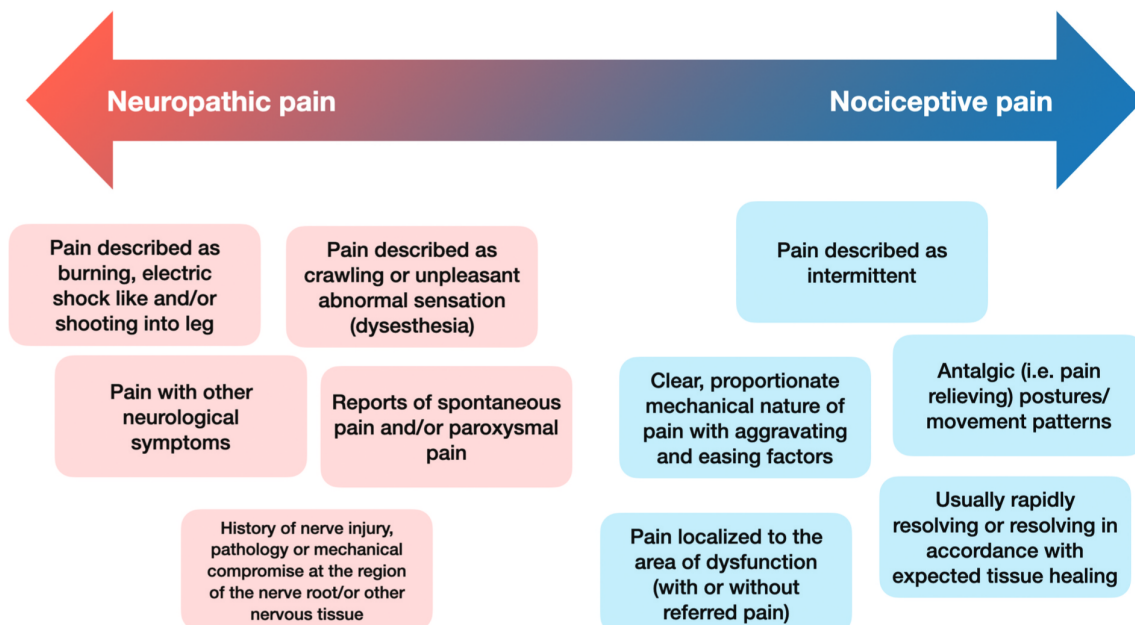 Neuropathic pain
Nociceptive pain
Pain described as
burning, electric
shock like and/or
shooting into leg
Pain described as
crawling or unpleasant
abnormal sensation
(dysesthesia)
Pain described as
intermittent
Pain with other
neurological
symptoms
Reports of spontaneous
pain and/or paroxysmal
pain
Clear, proportionate
mechanical nature of
pain with aggravating
and easing factors
Antalgic (i.e. pain
relieving) postures/
movement patterns
History of nerve injury,
pathology or mechanical
compromise at the region
of the nerve root/or other
nervous tissue
Pain localized to the
area of dysfunction
(with or without
referred pain)
Usually rapidly
resolving or resolving in
accordance with
expected tissue healing